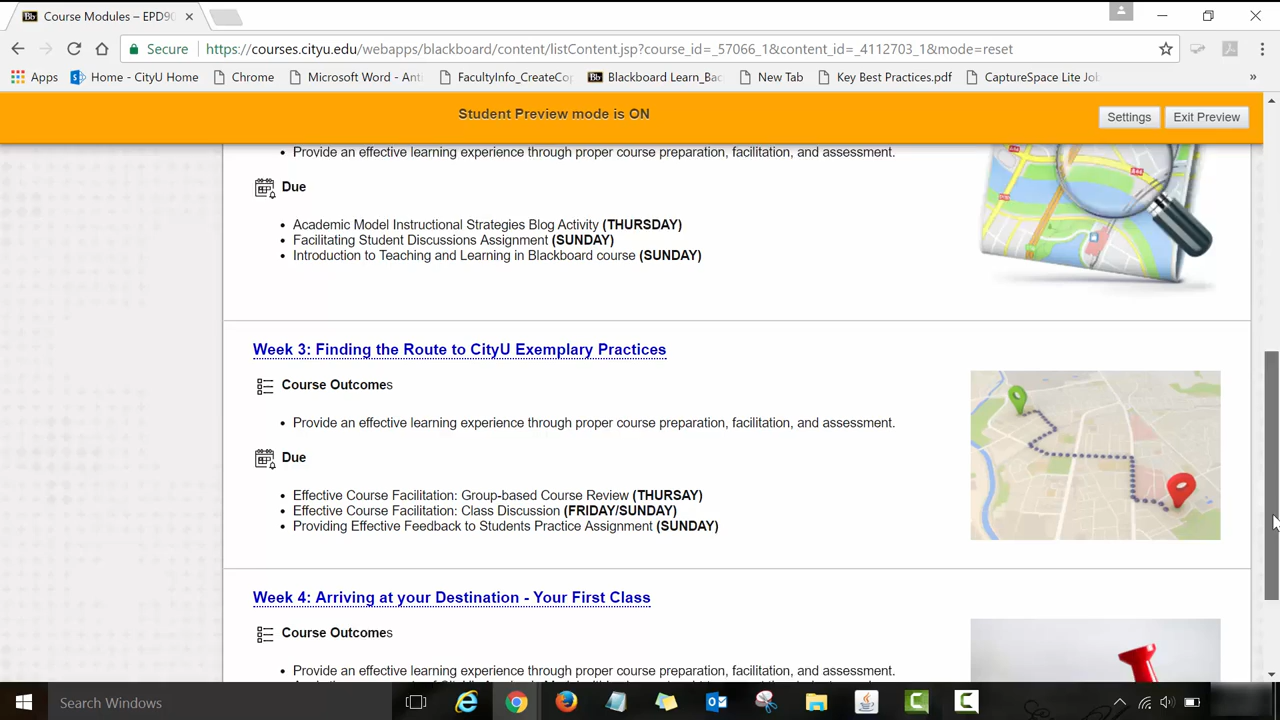 Course Modules – EPD90
Secure
https://courses.cityu.edu/webapps/blackboard/content/listContent.jsp?course_id=_57066_1&content_id=_4112703_1&mode=reset
Apps
Home - CityU Home
Chrome
Microsoft Word - Anti
FacultyInfo_CreateCop
Blackboard Learn_Bac
New Tab
Key Best Practices.pdf
CaptureSpace Lite Job
Student Preview mode is ON
Settings
Exit Preview
• Provide an effective learning experience through proper course preparation, facilitation, and assessment.
Due
• Academic Model Instructional Strategies Blog Activity (THURSDAY)
• Facilitating Student Discussions Assignment (SUNDAY)
• Introduction to Teaching and Learning in Blackboard course (SUNDAY)
Week 3: Finding the Route to CityU Exemplary Practices
Course Outcomes
• Provide an effective learning experience through proper course preparation, facilitation, and assessment.
Due
• Effective Course Facilitation: Group-based Course Review (THURSAY)
• Effective Course Facilitation: Class Discussion (FRIDAY/SUNDAY)
• Providing Effective Feedback to Students Practice Assignment (SUNDAY)
Week 4: Arriving at your Destination - Your First Class
Course Outcomes
• Provide an effective learning experience through proper course preparation, facilitation, and assessment.
Search Windows